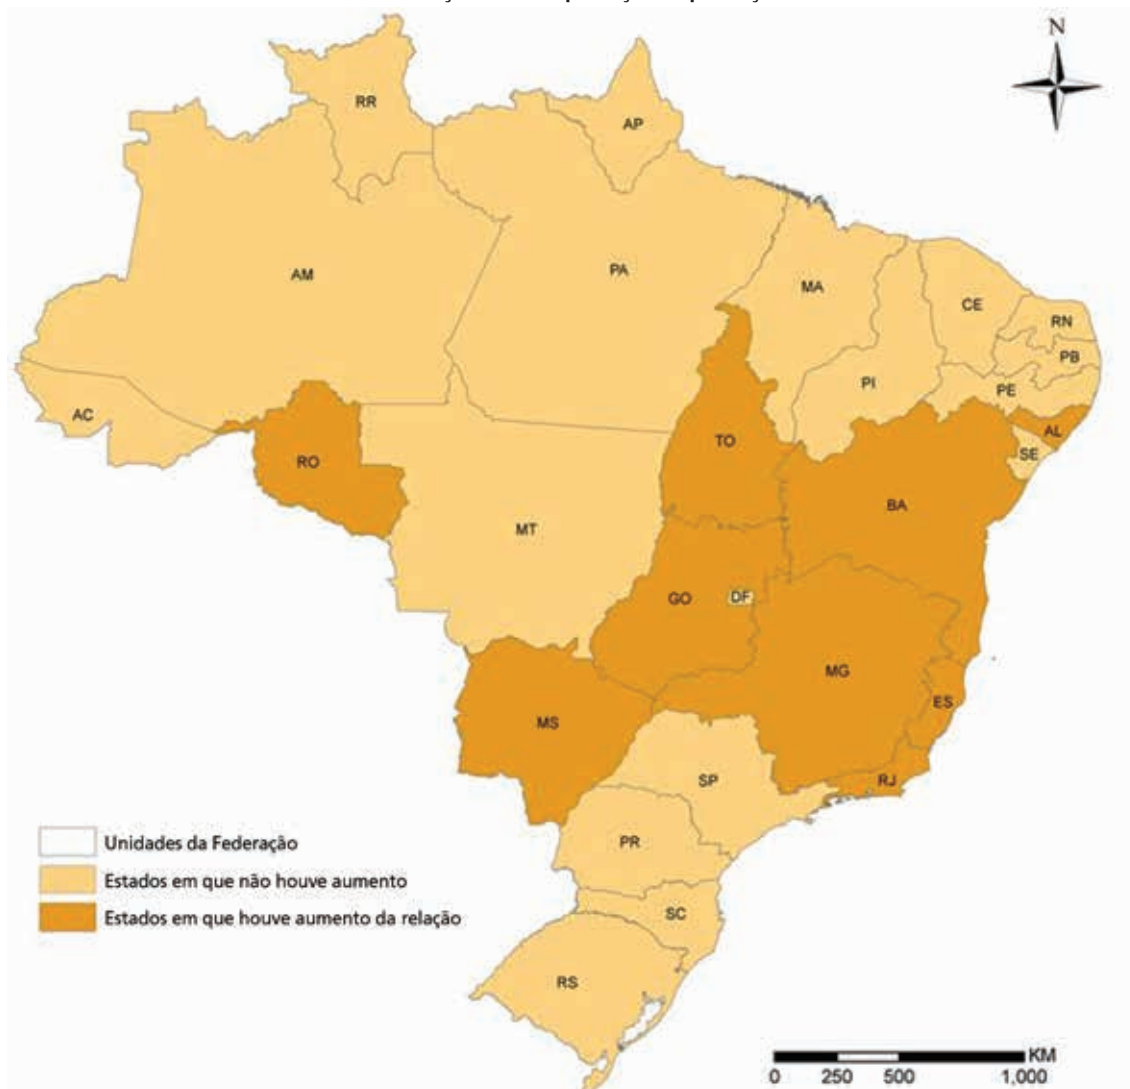 N
RR
AP
AM
PA
MA
CE
RN
PB
PI
PE
AC
AL
TO
SE
RO
BA
MT
GO
DF
MG
ES
MS
SP
RJ
PR
SC
RS
Unidades da Federação
Estados em que não houve aumento
Estados em que houve aumento da relação
KM
0 250 500 1.000